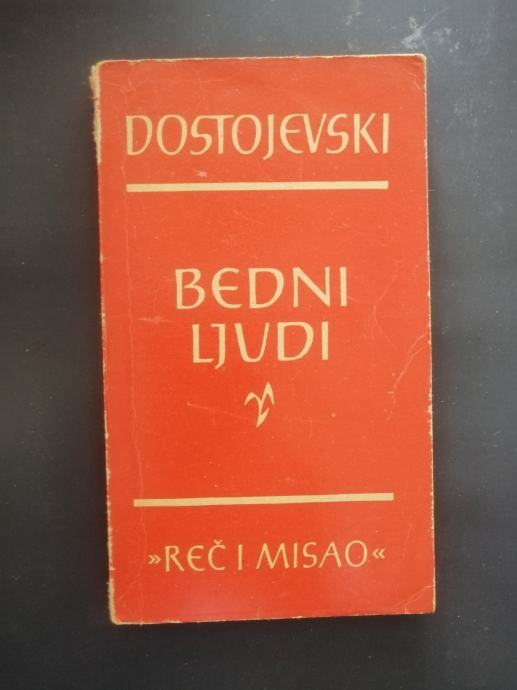 DOSTOJEVSKI
BEDNI
LJUDI
»REČ I MISAO«